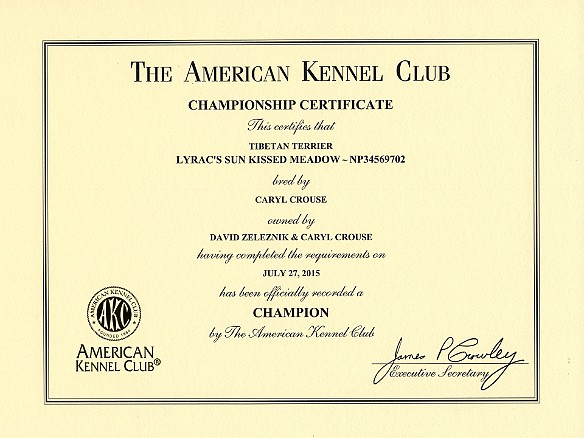 THE AMERICAN KENNEL CLUB
CHAMPIONSHIP CERTIFICATE
This certifies that
TIBETAN TERRIER
LYRAC'S SUN KISSED MEADOW ~ NP34569702
bred by
CARYL CROUSE
owned by
DAVID ZELEZNIK & CARYL CROUSE
having completed the requirements on
JULY 27, 2015
has been officially recorded a
CHAMPION
by The American Kennel Club
AMERICAN KENNEL CLUB
AKC
FOUNDED 1884
AMERICAN
KENNEL CLUB®
James P Crowley
Executive Secretary